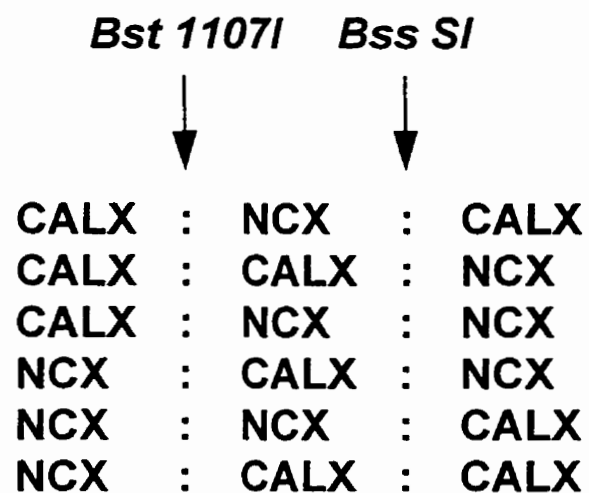 Bst 1107I Bss SI
CALX : NCX : CALX
CALX : CALX : NCX
CALX : NCX : NCX
NCX : CALX : NCX
NCX : NCX : CALX
NCX : CALX : CALX